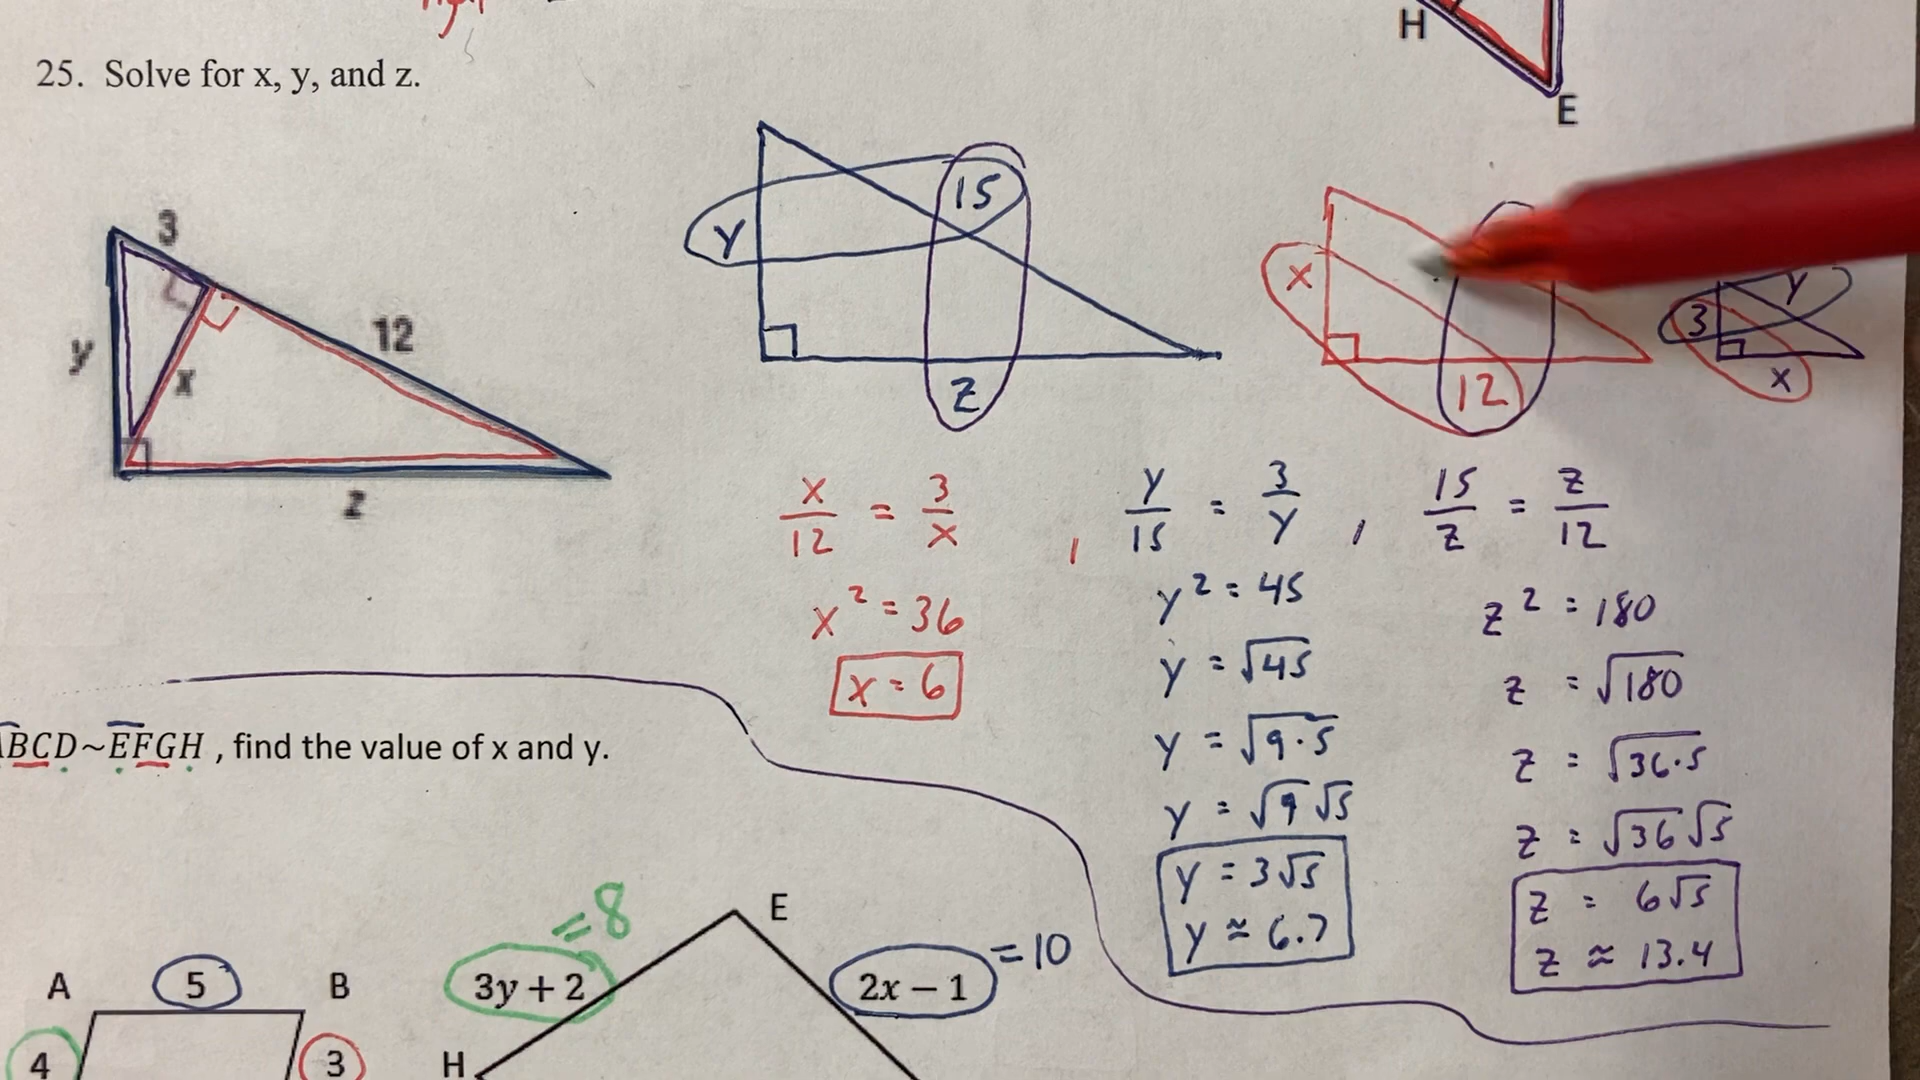 H
E
25. Solve for x, y, and z.
3
12
y
x
z
15
y
z
x
12
y
3
x
x/12 = 3/x , y/15 = 3/y , 15/z = z/12
x² = 36
x = 6
y² = 45
y = √45
y = √9·5
y = √9 √5
y = 3√5
y ≈ 6.7
z² = 180
z = √180
z = √36·5
z = √36 √5
z = 6√5
z ≈ 13.4
BCD~EFGH , find the value of x and y.
A 5 B
4 3
3y + 2 = 8
E
2x − 1 = 10
H